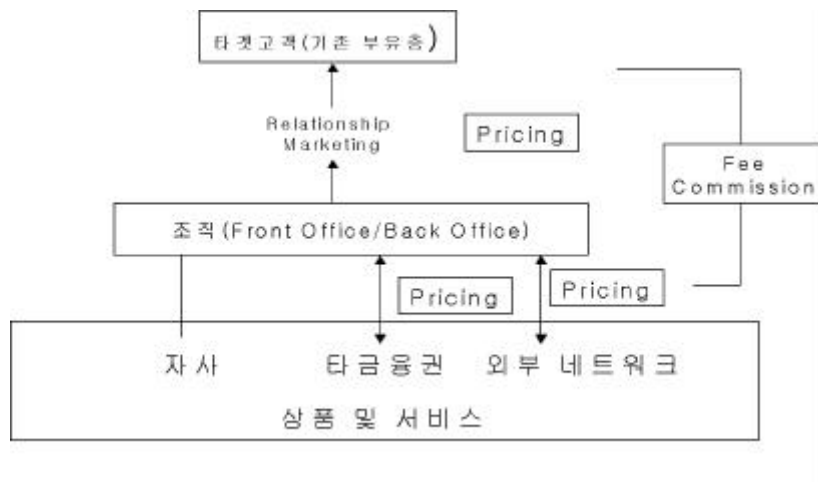 타겟고객(기존 부유층)
Relationship
Marketing
Pricing
Fee
Commission
조직(Front Office/Back Office)
Pricing
Pricing
자사
타금융권
외부 네트워크
상품 및 서비스